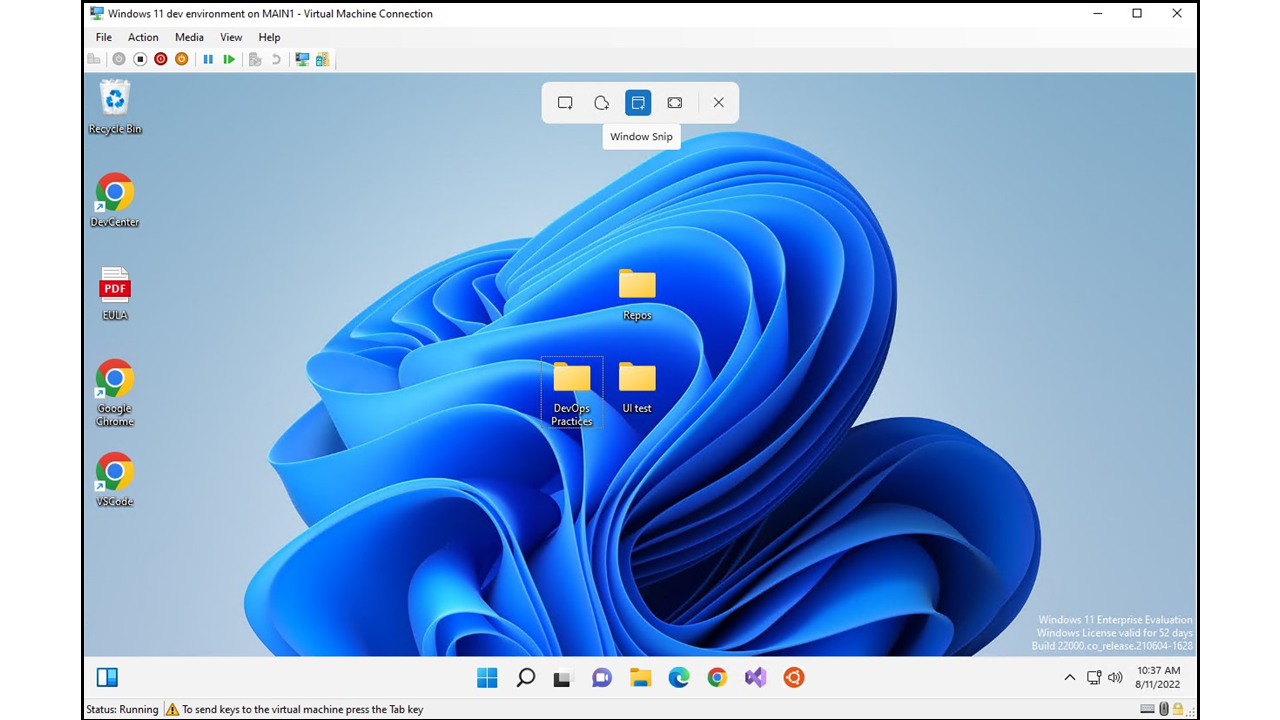 Windows 11 dev environment on MAIN1 - Virtual Machine Connection
File Action Media View Help
Window Snip
Recycle Bin
DevCenter
PDF
EULA
Google
Chrome
VSCode
Repos
DevOps
Practices
UI test
Windows 11 Enterprise Evaluation
Windows License valid for 52 days
Build 22000.co_release.210604-1628
10:37 AM
8/11/2022
Status: Running
To send keys to the virtual machine press the Tab key